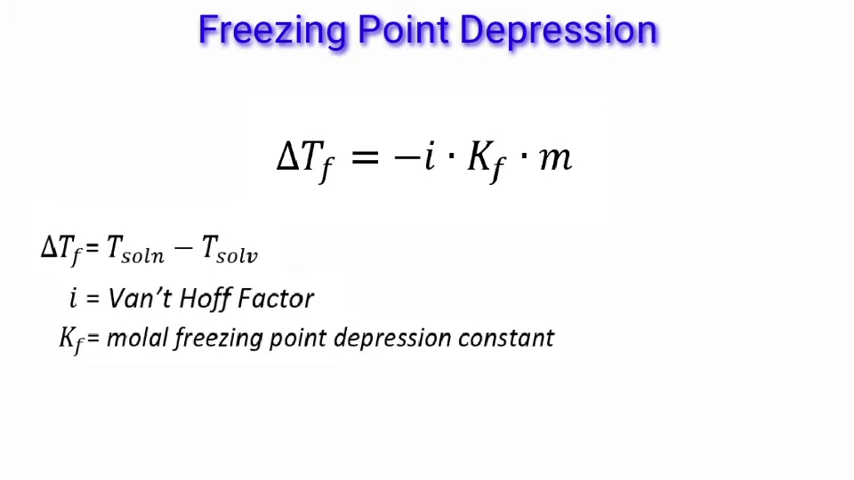 Freezing Point Depression
ΔT_f = −i · K_f · m
ΔT_f = T_soln − T_solv
i = Van’t Hoff Factor
K_f = molal freezing point depression constant